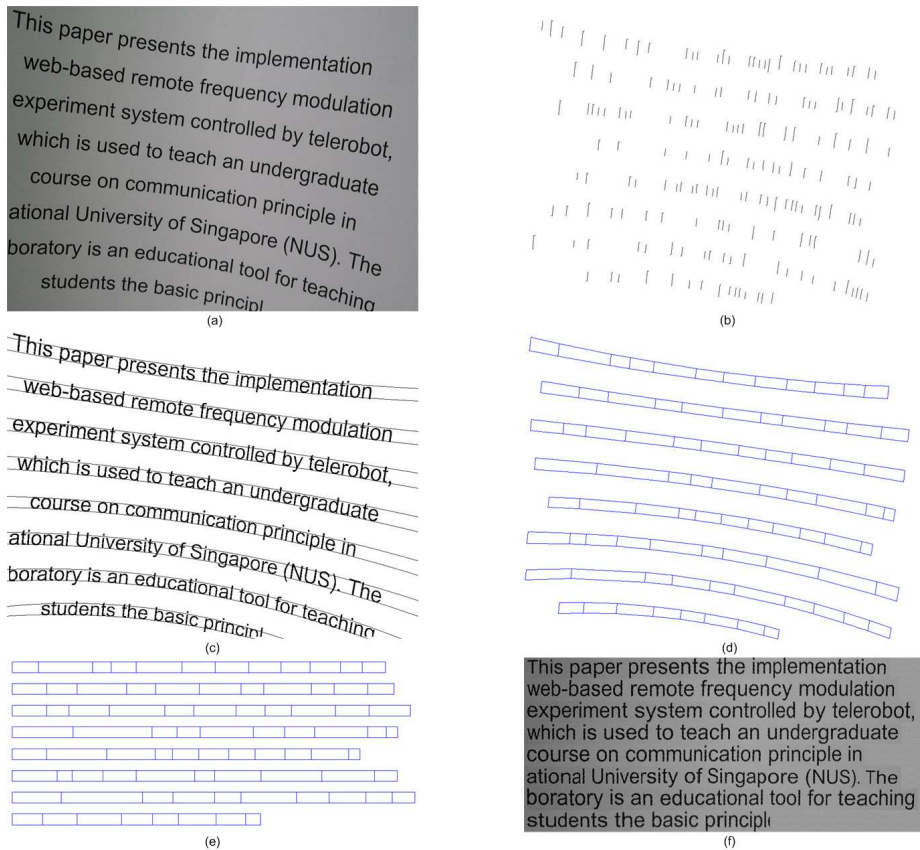 This paper presents the implementation
web-based remote frequency modulation
experiment system controlled by telerobot,
which is used to teach an undergraduate
course on communication principle in
ational University of Singapore (NUS). The
boratory is an educational tool for teaching
students the basic principl
(a)
(b)
This paper presents the implementation
web-based remote frequency modulation
experiment system controlled by telerobot,
which is used to teach an undergraduate
course on communication principle in
ational University of Singapore (NUS). The
boratory is an educational tool for teaching
students the basic principl
(c)
(d)
This paper presents the implementation
web-based remote frequency modulation
experiment system controlled by telerobot,
which is used to teach an undergraduate
course on communication principle in
ational University of Singapore (NUS). The
boratory is an educational tool for teaching
students the basic principl
(e)
(f)